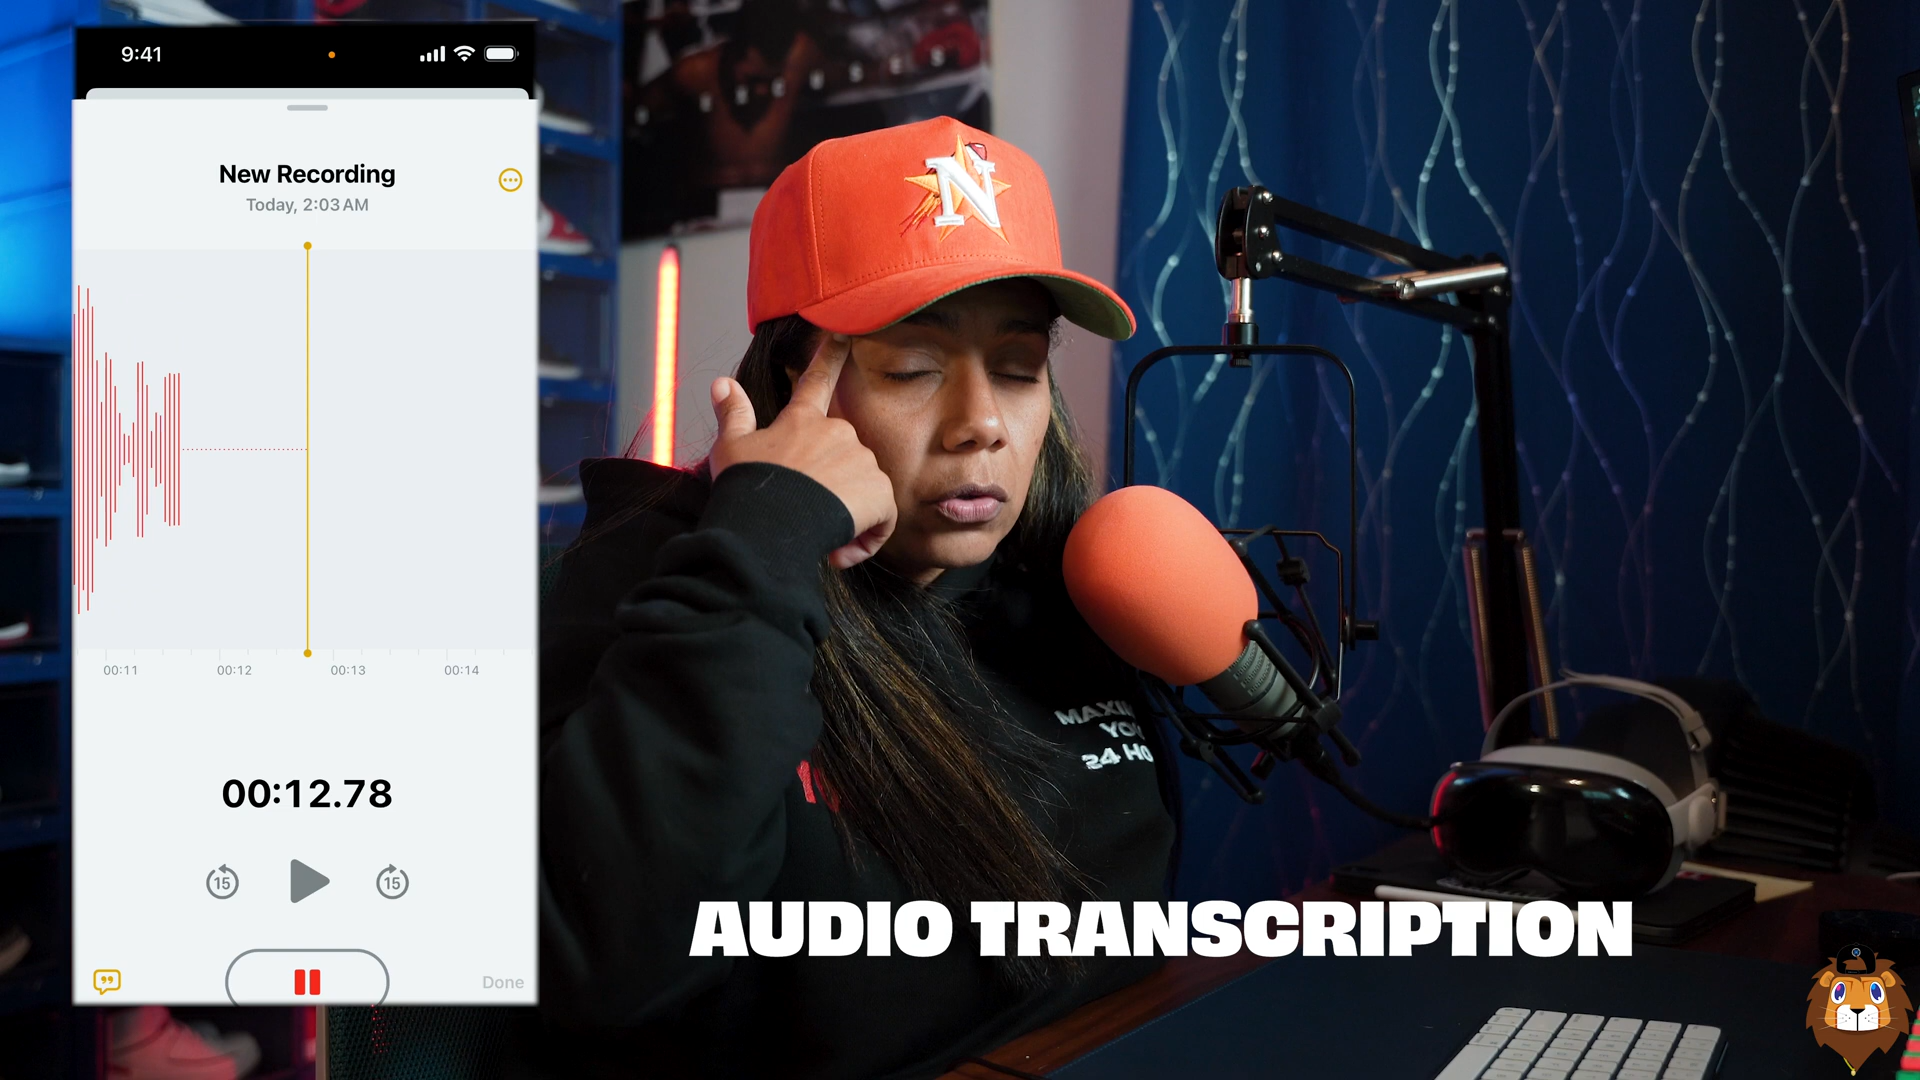 9:41
New Recording
Today, 2:03 AM
00:11 00:12 00:13 00:14
00:12.78
15 15
Done
N
24
AUDIO TRANSCRIPTION